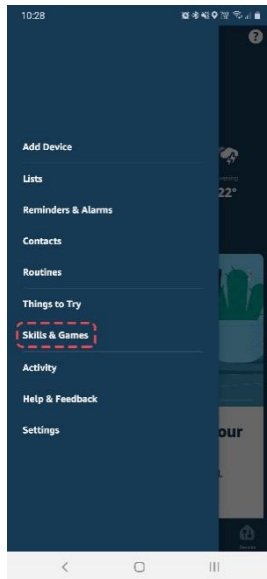 10:28
?
Add Device
Lists
22°
Reminders & Alarms
Contacts
Routines
Things to Try
Skills & Games
Activity
Help & Feedback
Settings
our